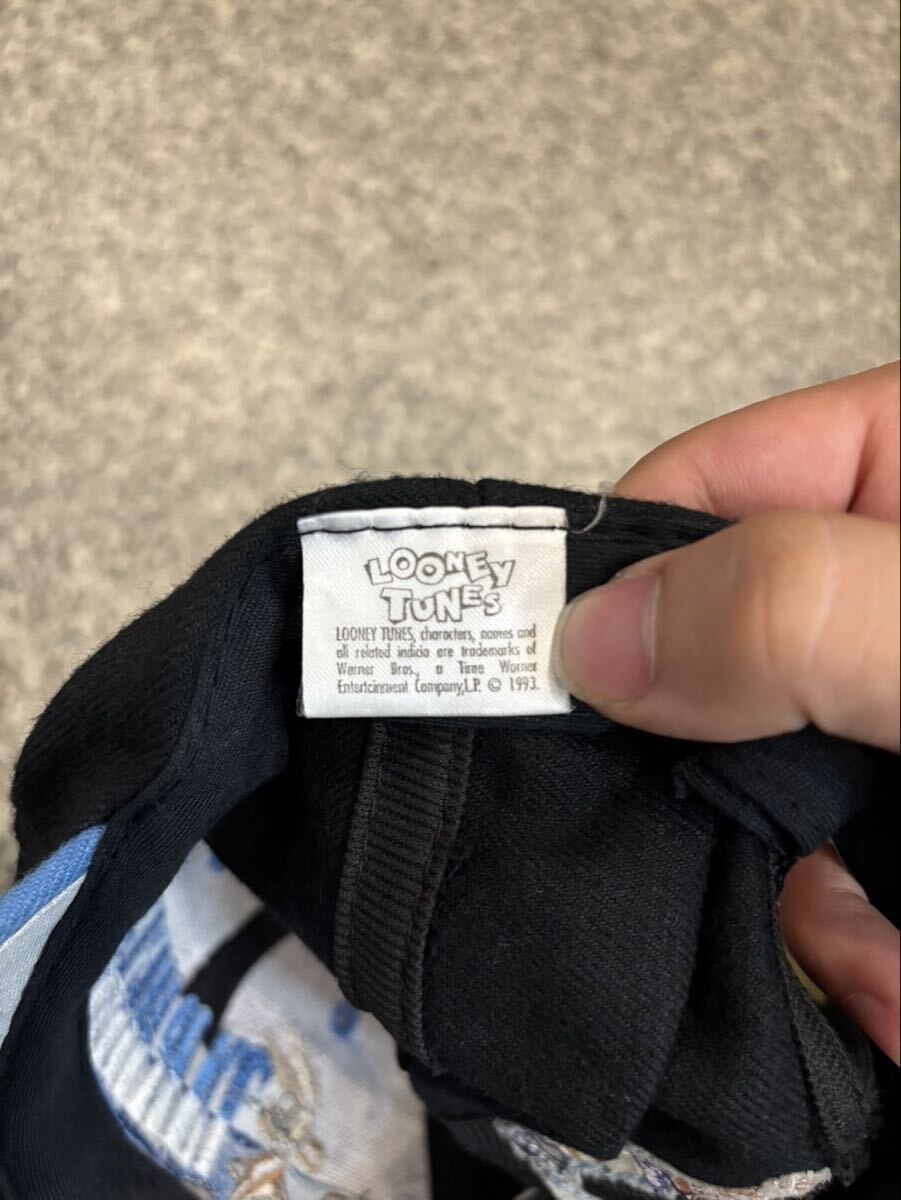 LOONEY
TUNES
LOONEY TUNES, characters, names and
all related indicia are trademarks of
Warner Bros., a Time Warner
Entertainment Company, L.P. © 1993.